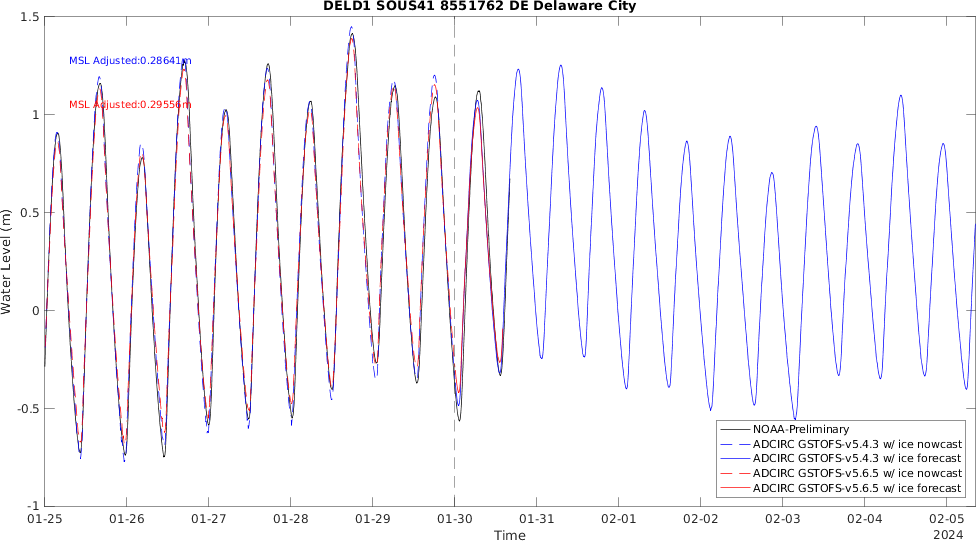 DELD1 SOUS41 8551762 DE Delaware City
1.5
MSL Adjusted:0.28641m
MSL Adjusted:0.29556m
1
0.5
0
-0.5
-1
Water Level (m)
NOAA-Preliminary
ADCIRC GSTOFS-v5.4.3 w/ ice nowcast
ADCIRC GSTOFS-v5.4.3 w/ ice forecast
ADCIRC GSTOFS-v5.6.5 w/ ice nowcast
ADCIRC GSTOFS-v5.6.5 w/ ice forecast
01-25 01-26 01-27 01-28 01-29 01-30 01-31 02-01 02-02 02-03 02-04 02-05
Time
2024